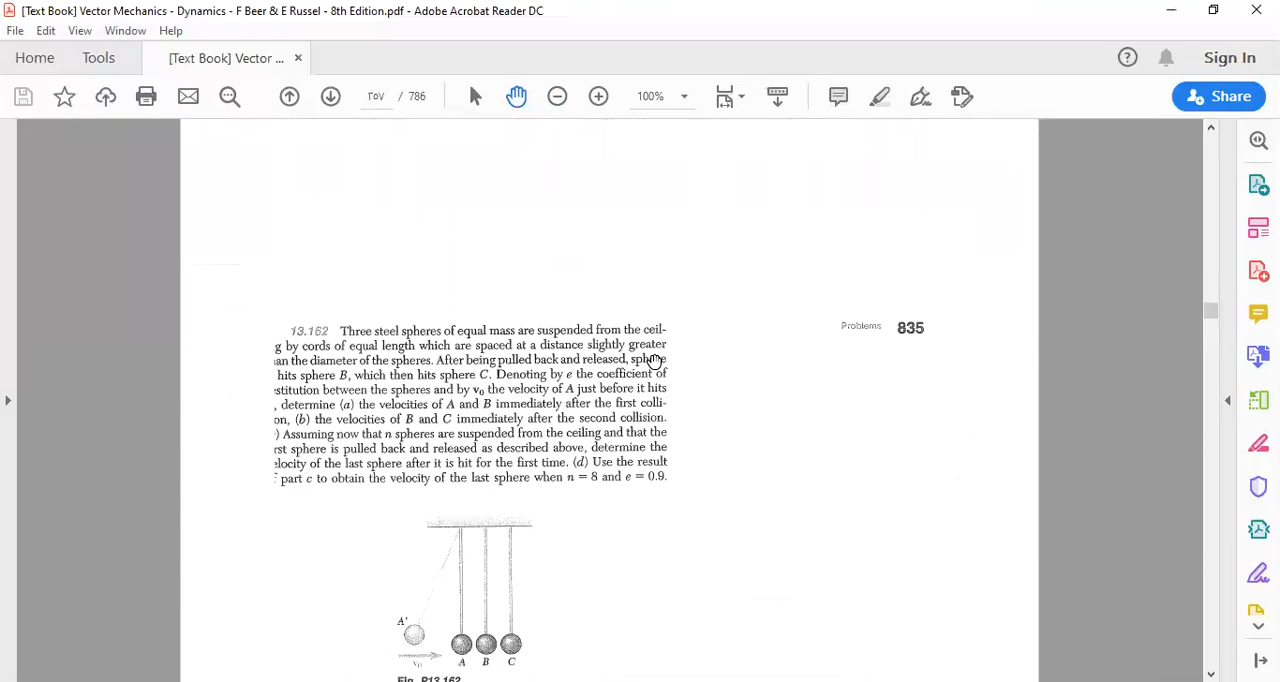 [Text Book] Vector Mechanics - Dynamics - F Beer & E Russel - 8th Edition.pdf - Adobe Acrobat Reader DC
File Edit View Window Help
Home Tools [Text Book] Vector ... × Sign In
/ 786 100% Share
13.162 Three steel spheres of equal mass are suspended from the ceil-
g by cords of equal length which are spaced at a distance slightly greater
an the diameter of the spheres. After being pulled back and released, sphere
hits sphere B, which then hits sphere C. Denoting by e the coefficient of
stitution between the spheres and by v₀ the velocity of A just before it hits
, determine (a) the velocities of A and B immediately after the first colli-
on, (b) the velocities of B and C immediately after the second collision.
) Assuming now that n spheres are suspended from the ceiling and that the
rst sphere is pulled back and released as described above, determine the
elocity of the last sphere after it is hit for the first time. (d) Use the result
part c to obtain the velocity of the last sphere when n = 8 and e = 0.9.
Problems 835
A'
v₀
A B C
Fig. P13.162